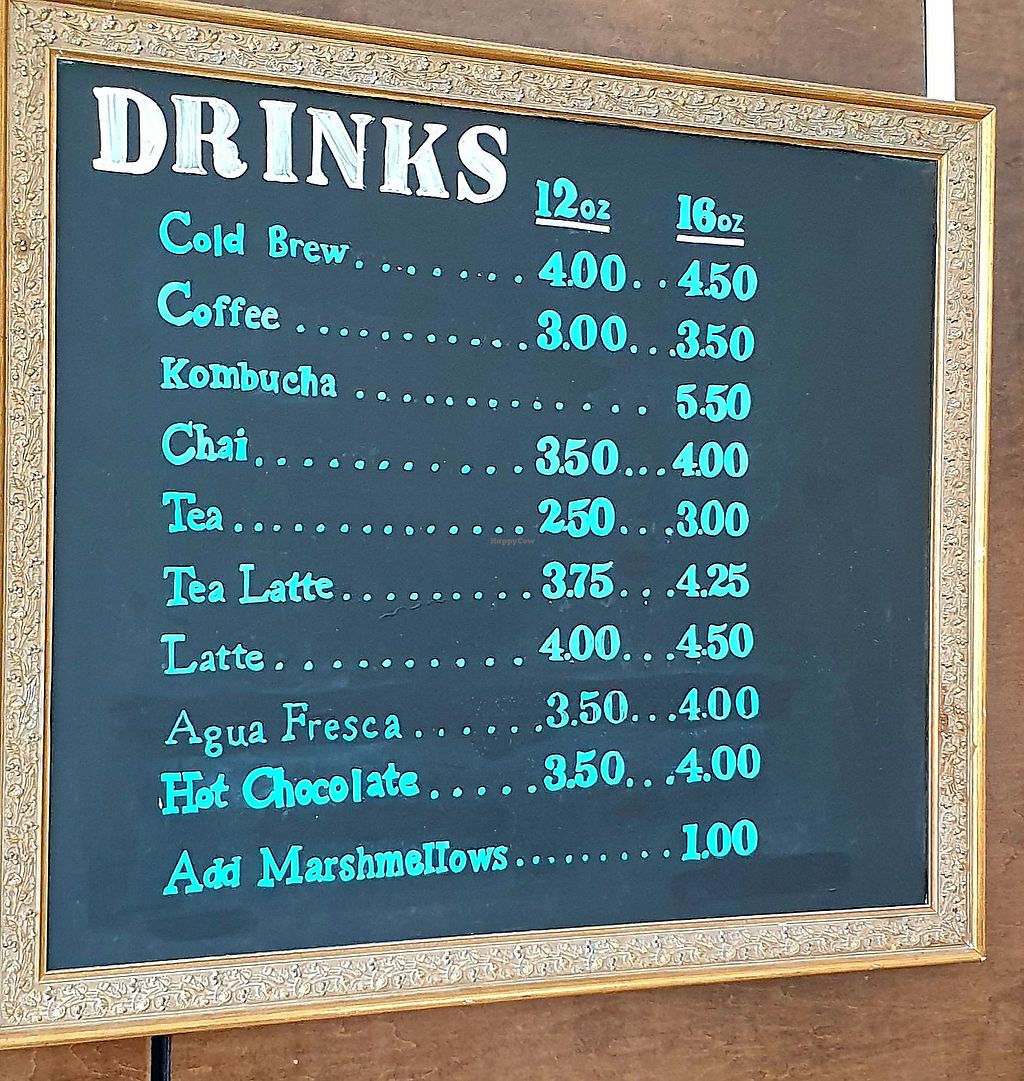 DRINKS
12oz 16oz
Cold Brew....... 4.00.. 4.50
Coffee ........... 3.00...3.50
Kombucha ............ 5.50
Chai........... 3.50...4.00
Tea.............. 2.50...3.00
HappyCow
Tea Latte......... 3.75...4.25
Latte.......... 4.00...4.50
Agua Fresca......3.50...4.00
Hot Chocolate.....3.50...4.00
Add Marshmellows.........1.00